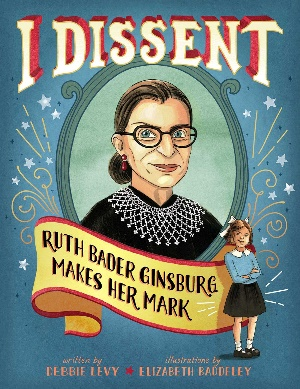 I DISSENT
RUTH BADER GINSBURG
MAKES HER MARK
written by
DEBBIE LEVY
illustrations by
ELIZABETH BADDELEY